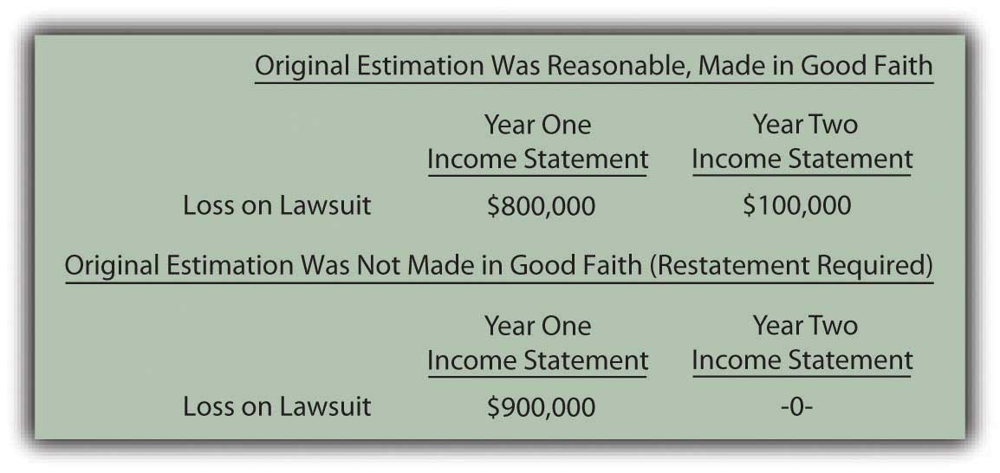 Original Estimation Was Reasonable, Made in Good Faith
Year One Year Two
Income Statement Income Statement
Loss on Lawsuit $800,000 $100,000
Original Estimation Was Not Made in Good Faith (Restatement Required)
Year One Year Two
Income Statement Income Statement
Loss on Lawsuit $900,000 -0-